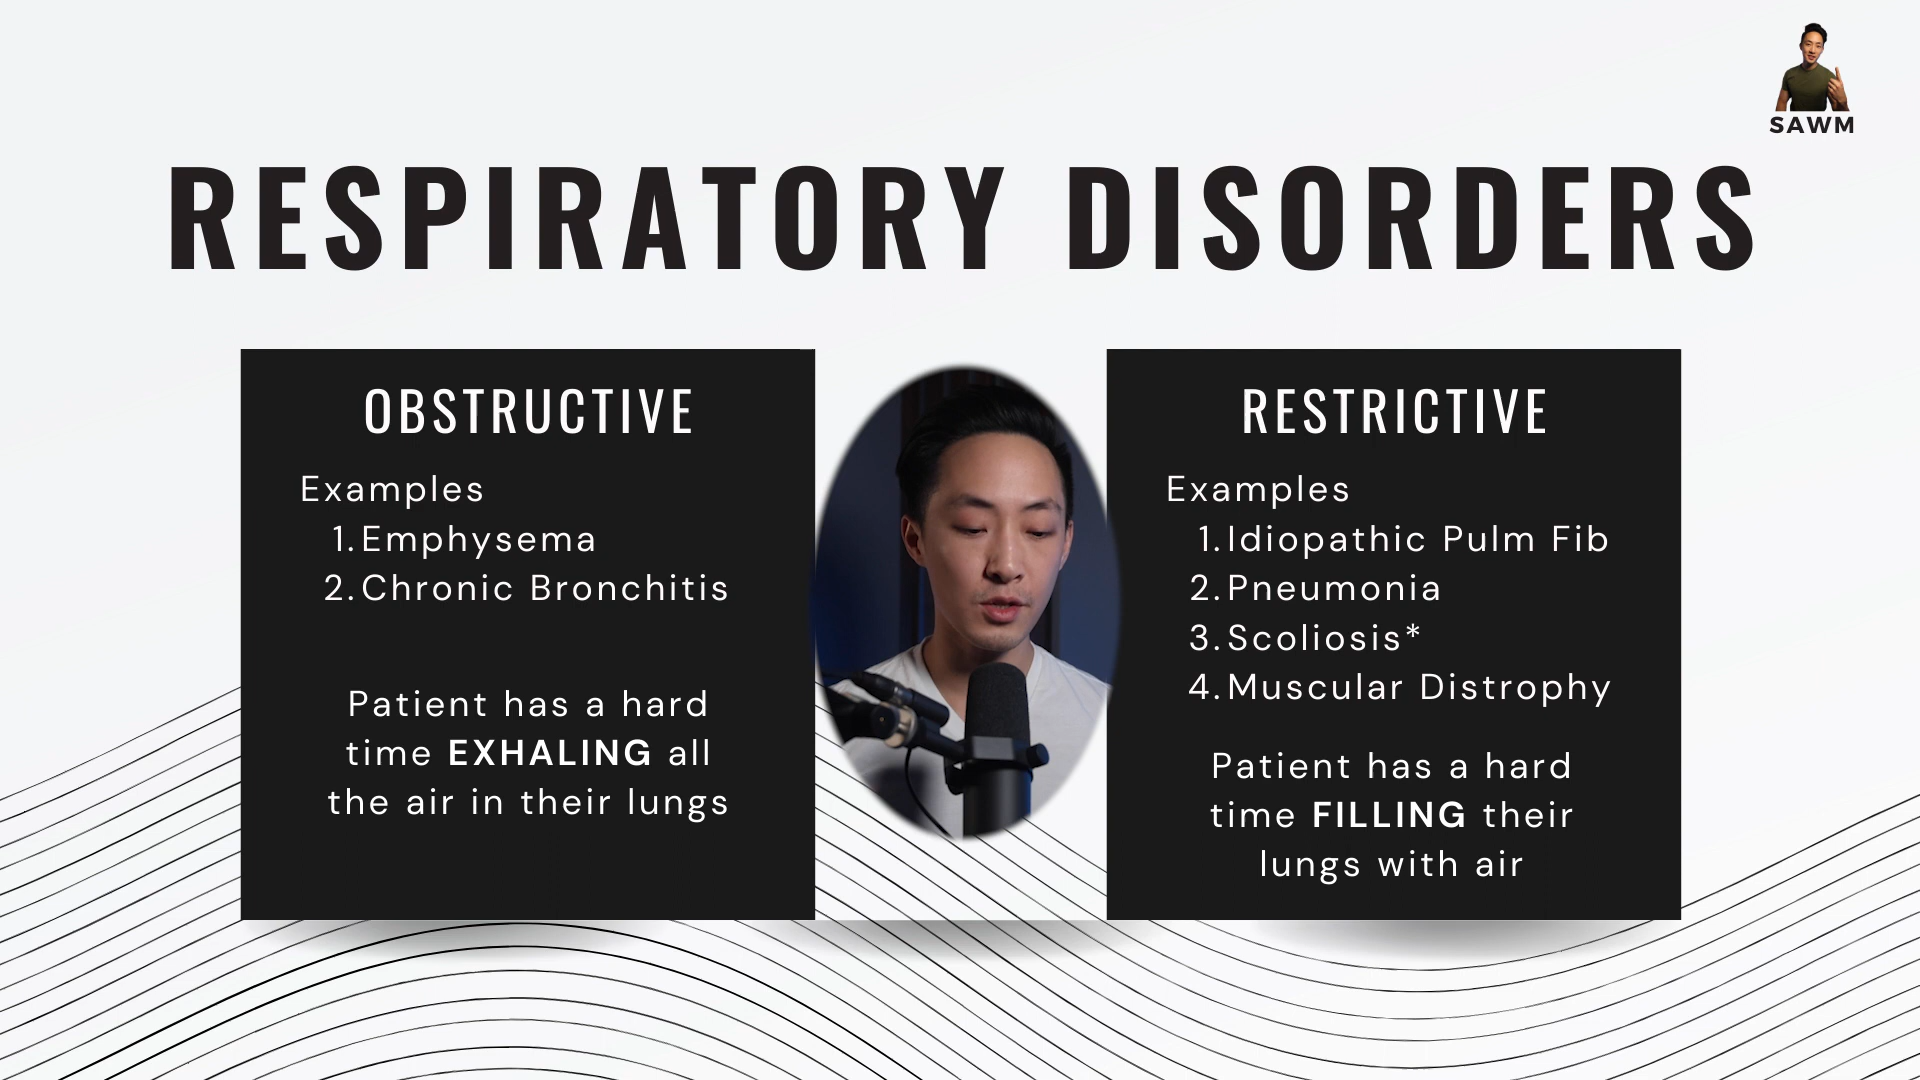 SAWM
RESPIRATORY DISORDERS
OBSTRUCTIVE
Examples
1. Emphysema
2. Chronic Bronchitis
Patient has a hard
time EXHALING all
the air in their lungs
RESTRICTIVE
Examples
1. Idiopathic Pulm Fib
2. Pneumonia
3. Scoliosis*
4. Muscular Distrophy
Patient has a hard
time FILLING their
lungs with air